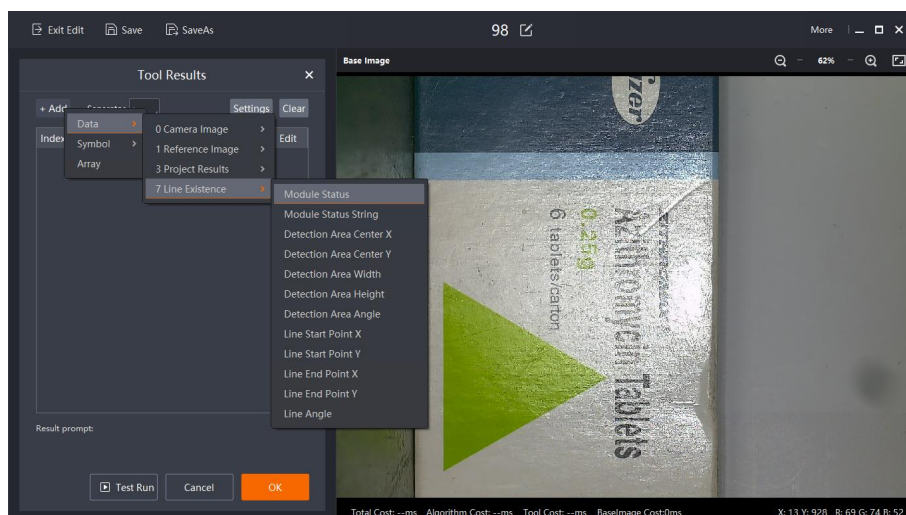 Exit Edit Save SaveAs 98 More
Tool Results
+ Add Settings Clear
Index Edit
Data
Symbol
Array
0 Camera Image
1 Reference Image
3 Project Results
7 Line Existence
Module Status
Module Status String
Detection Area Center X
Detection Area Center Y
Detection Area Width
Detection Area Height
Detection Area Angle
Line Start Point X
Line Start Point Y
Line End Point X
Line End Point Y
Line Angle
Result prompt:
Test Run Cancel OK
Base Image 62%
zer
Azithromycin Tablets
0.25g
6 tablets/carton
Total Cost: --ms Algorithm Cost: --ms Tool Cost: --ms BaseImage Cost:0ms X: 13 Y: 928 R: 69 G: 74 B: 52